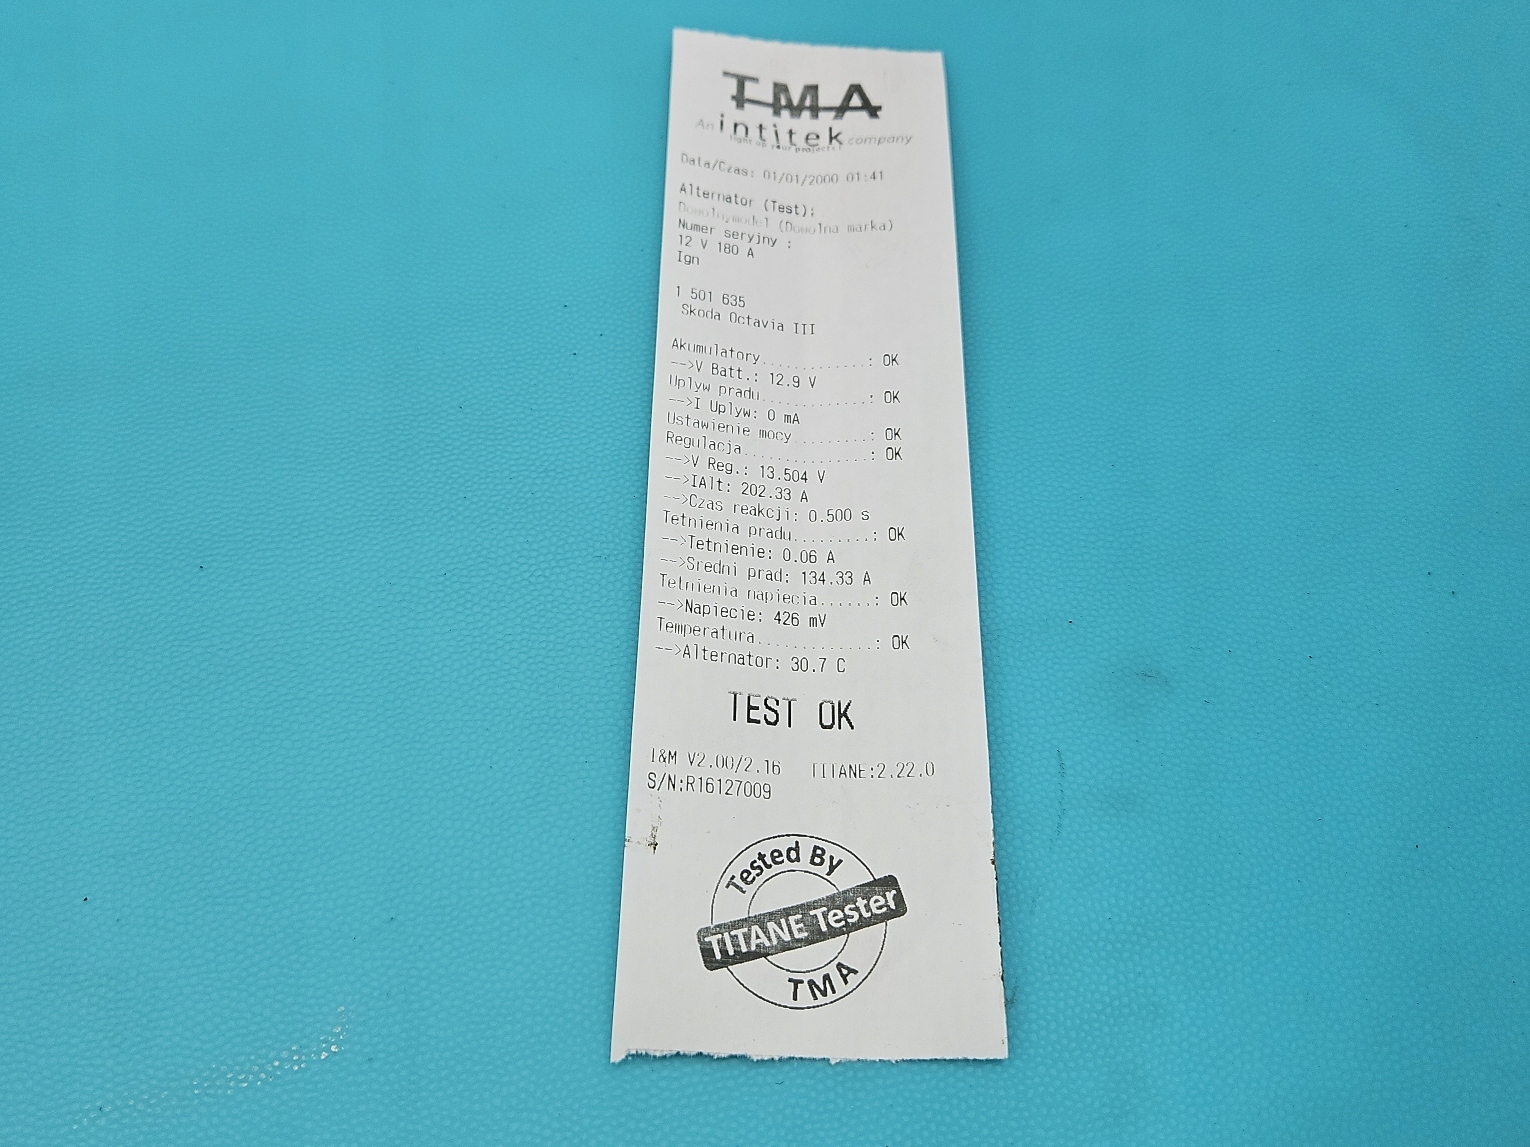 TMA
An intitek company
light up your projects!
Data/Czas: 01/01/2000 01:41
Alternator (Test):
Dowolnymodel (Dowolna marka)
Numer seryjny :
12 V 180 A
Ign
1 501 635
Skoda Octavia III
Akumulatory.............: OK
-->V Batt.: 12.9 V
Uplyw pradu.............: OK
-->I Uplyw: 0 mA
Ustawienie mocy.........: OK
Regulacja...............: OK
-->V Reg.: 13.504 V
-->IAlt: 202.33 A
-->Czas reakcji: 0.500 s
Tetnienia pradu.........: OK
-->Tetnienie: 0.06 A
-->Sredni prad: 134.33 A
Tetnienia napiecia......: OK
-->Napiecie: 426 mV
Temperatura.............: OK
-->Alternator: 30.7 C
TEST OK
I&M V2.00/2.16 TITANE:2.22.0
S/N:R16127009
Tested By
TITANE Tester
TMA